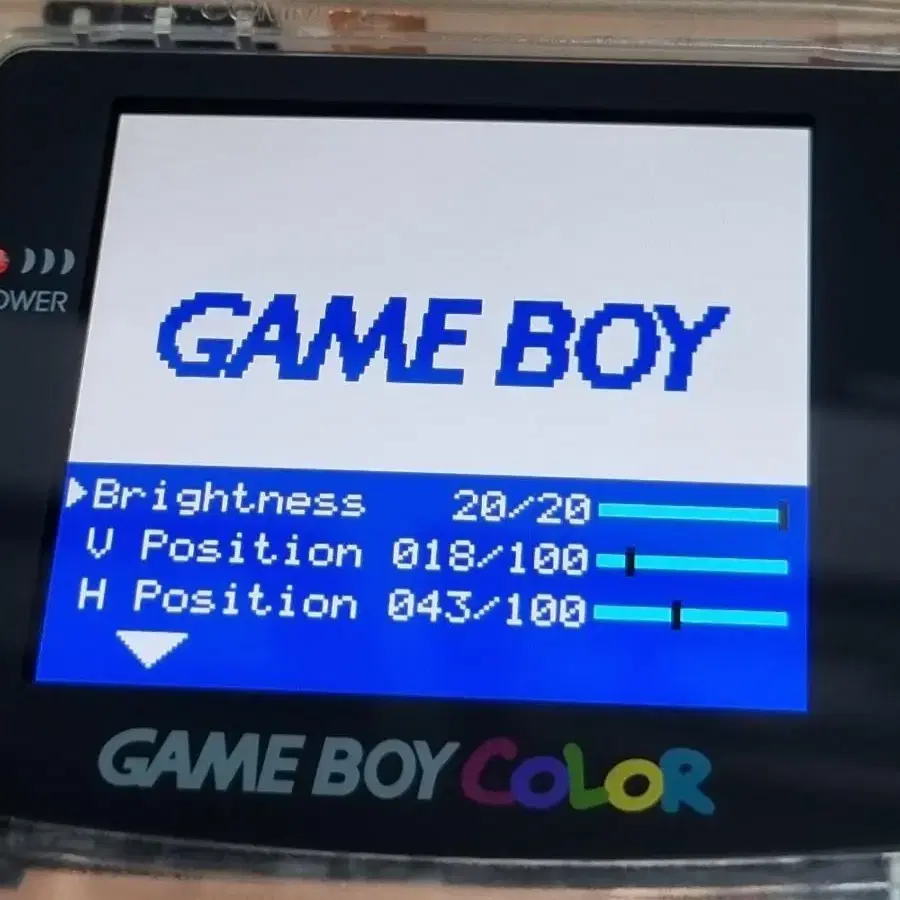 GAME BOY
POWER
Brightness 20/20
V Position 018/100
H Position 043/100
GAME BOY COLOR